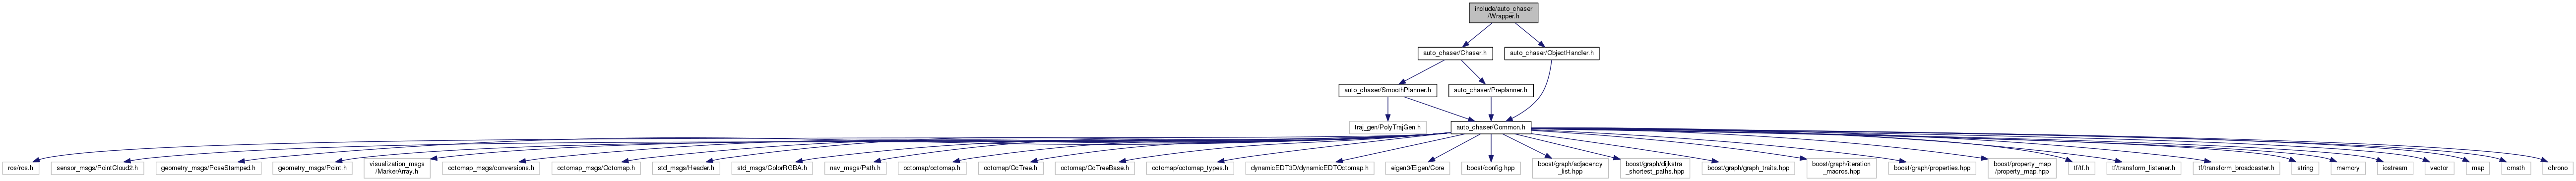 include/auto_chaser
/Wrapper.h
auto_chaser/Chaser.h
auto_chaser/ObjectHandler.h
auto_chaser/SmoothPlanner.h
auto_chaser/Preplanner.h
traj_gen/PolyTrajGen.h
auto_chaser/Common.h
ros/ros.h
sensor_msgs/PointCloud2.h
geometry_msgs/PoseStamped.h
geometry_msgs/Point.h
visualization_msgs
/MarkerArray.h
octomap_msgs/conversions.h
octomap_msgs/Octomap.h
std_msgs/Header.h
std_msgs/ColorRGBA.h
nav_msgs/Path.h
octomap/octomap.h
octomap/OcTree.h
octomap/OcTreeBase.h
octomap/octomap_types.h
dynamicEDT3D/dynamicEDTOctomap.h
eigen3/Eigen/Core
boost/config.hpp
boost/graph/adjacency
_list.hpp
boost/graph/dijkstra
_shortest_paths.hpp
boost/graph/graph_traits.hpp
boost/graph/iteration
_macros.hpp
boost/graph/properties.hpp
boost/property_map
/property_map.hpp
tf/tf.h
tf/transform_listener.h
tf/transform_broadcaster.h
string
memory
iostream
vector
map
cmath
chrono